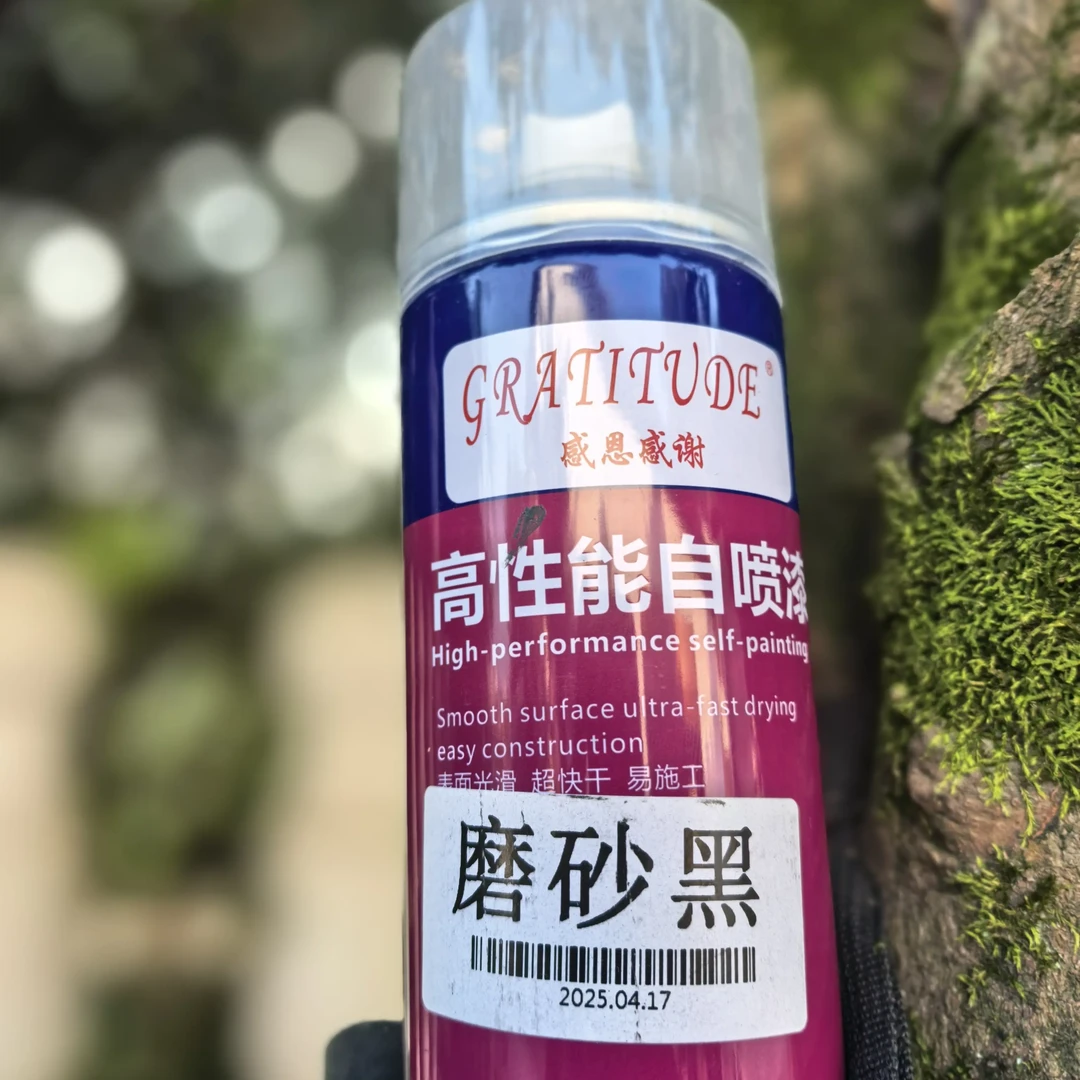 GRATITUDE®
感恩感谢
高性能自喷漆
High-performance self-painting
Smooth surface ultra-fast drying
easy construction
表面光滑 超快干 易施工
磨砂黑
2025.04.17